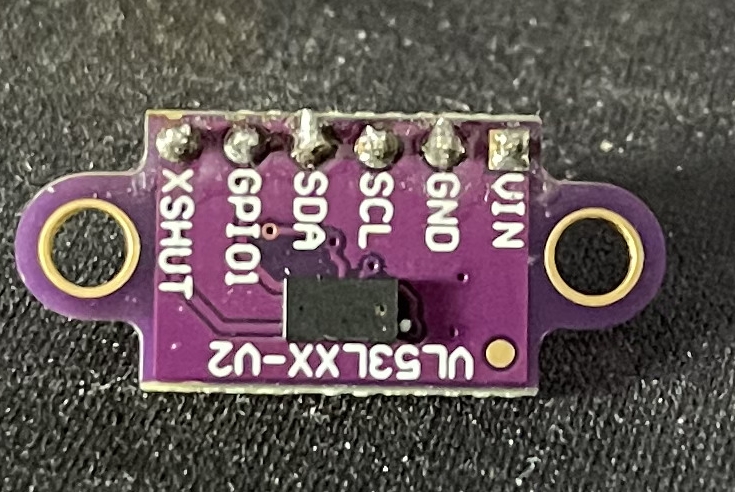 XSHUT
GPIO1
SDA
SCL
GND
VIN
VL53LXX-V2